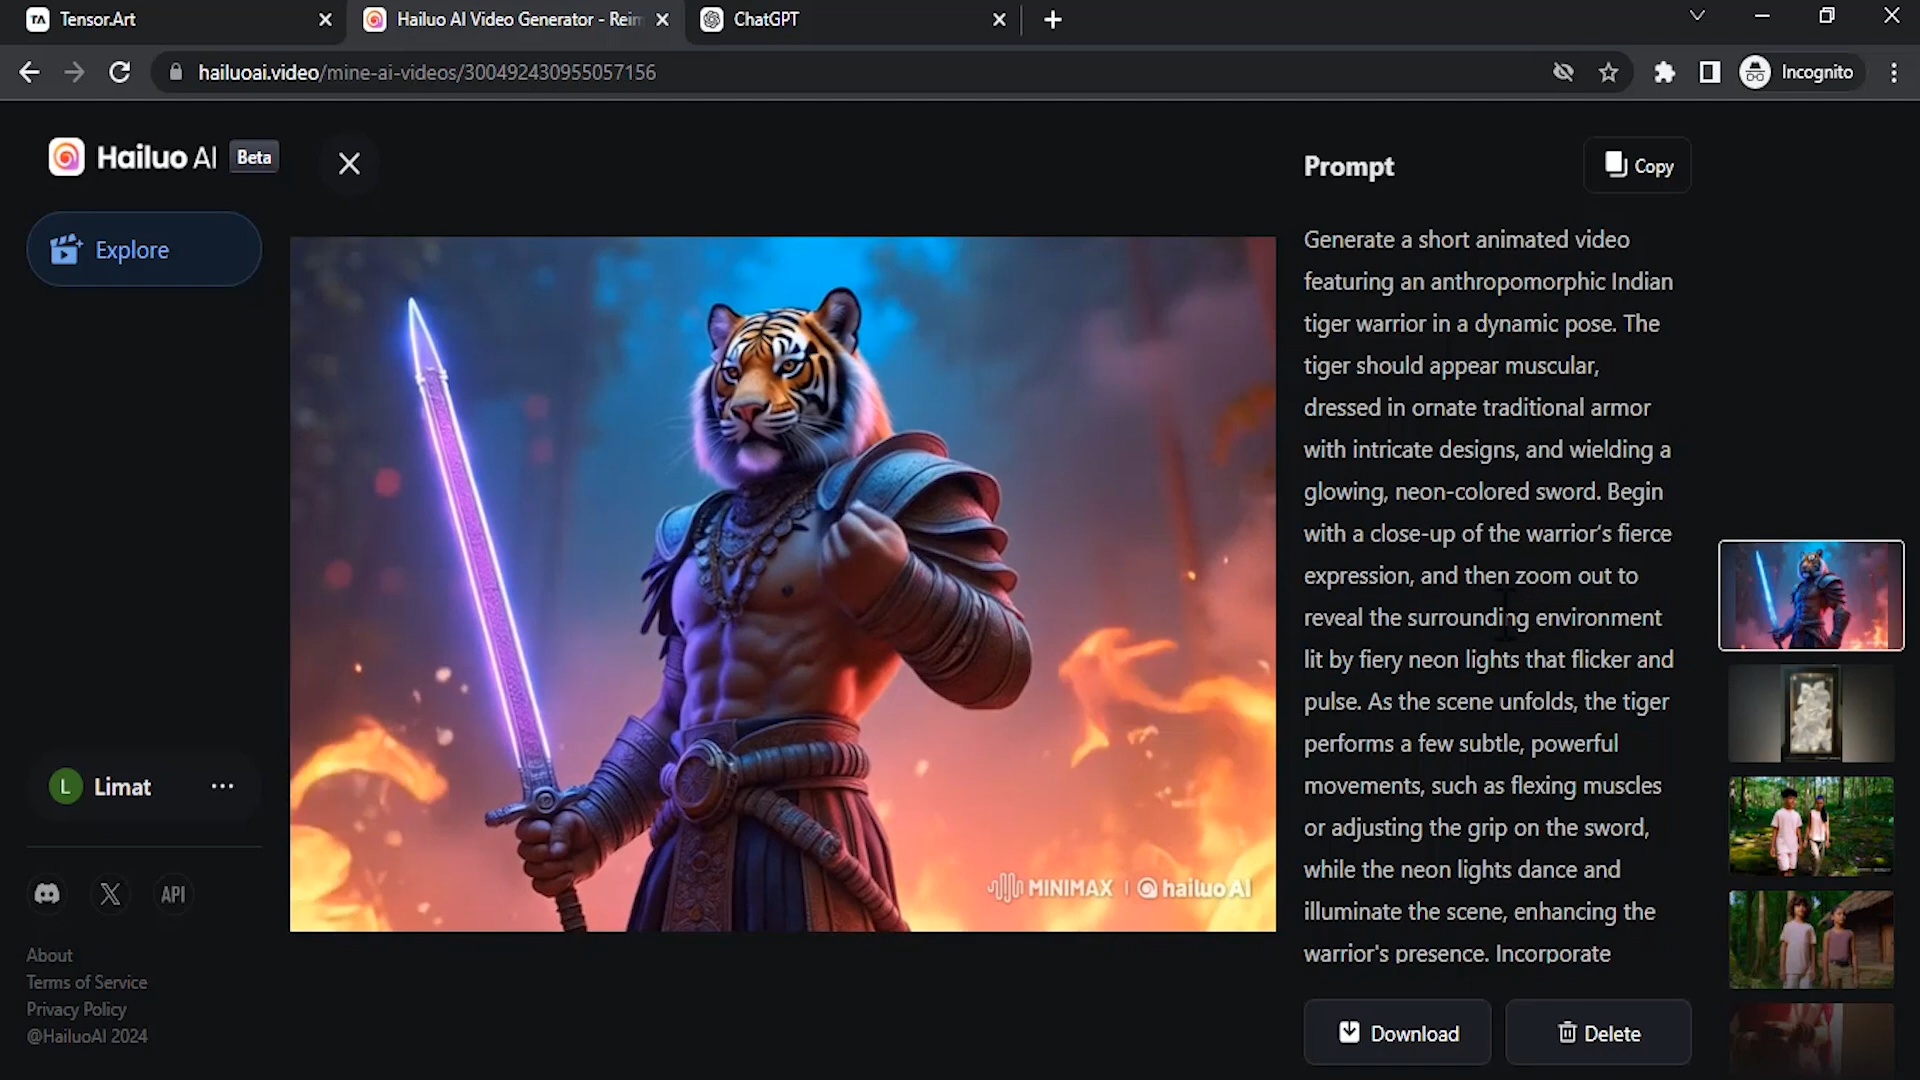 TA Tensor.Art
Hailuo AI Video Generator - Reim
ChatGPT
hailuoai.video/mine-ai-videos/300492430955057156
Incognito
Hailuo AI Beta
Explore
L Limat
API
About
Terms of Service
Privacy Policy
@HailuoAI 2024
MINIMAX | hailuo AI
Prompt
Copy
Generate a short animated video
featuring an anthropomorphic Indian
tiger warrior in a dynamic pose. The
tiger should appear muscular,
dressed in ornate traditional armor
with intricate designs, and wielding a
glowing, neon-colored sword. Begin
with a close-up of the warrior's fierce
expression, and then zoom out to
reveal the surrounding environment
lit by fiery neon lights that flicker and
pulse. As the scene unfolds, the tiger
performs a few subtle, powerful
movements, such as flexing muscles
or adjusting the grip on the sword,
while the neon lights dance and
illuminate the scene, enhancing the
warrior's presence. Incorporate
Download
Delete